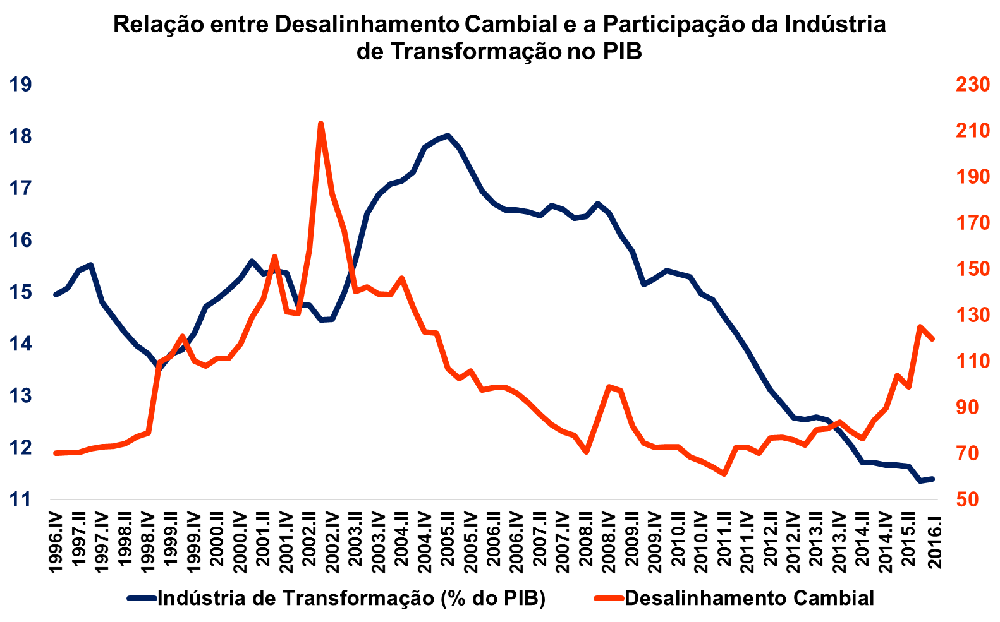 Relação entre Desalinhamento Cambial e a Participação da Indústria
de Transformação no PIB
19
18
17
16
15
14
13
12
11
230
210
190
170
150
130
110
90
70
50
1996.IV
1997.II
1997.IV
1998.II
1998.IV
1999.II
1999.IV
2000.II
2000.IV
2001.II
2001.IV
2002.II
2002.IV
2003.II
2003.IV
2004.II
2004.IV
2005.II
2005.IV
2006.II
2006.IV
2007.II
2007.IV
2008.II
2008.IV
2009.II
2009.IV
2010.II
2010.IV
2011.II
2011.IV
2012.II
2012.IV
2013.II
2013.IV
2014.II
2014.IV
2015.II
2016.I
Indústria de Transformação (% do PIB)
Desalinhamento Cambial